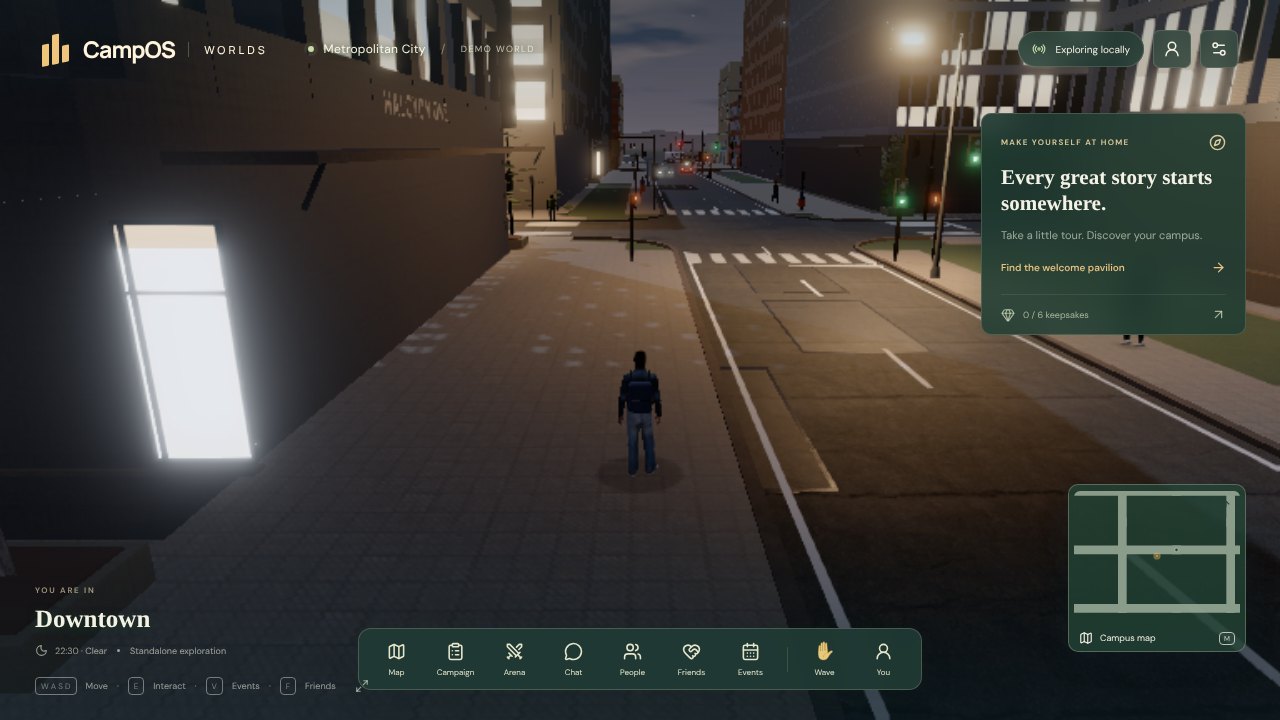 CampOS
WORLDS
Metropolitan City / DEMO WORLD
Exploring locally
MAKE YOURSELF AT HOME
Every great story starts
somewhere.
Take a little tour. Discover your campus.
Find the welcome pavilion
0 / 6 keepsakes
Campus map
M
YOU ARE IN
Downtown
22:30 · Clear • Standalone exploration
WASD Move · E Interact · V Events · F Friends
Map
Campaign
Arena
Chat
People
Friends
Events
Wave
You